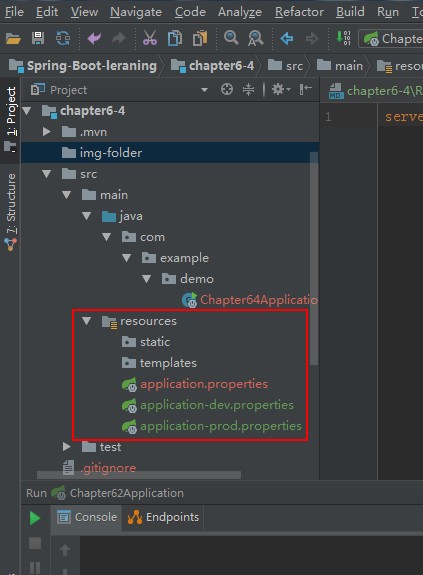 File Edit View Navigate Code Analyze Refactor Build Run
Chapte
Spring-Boot-leraning chapter6-4 src main reso
Project
chapter6-4\R
1: Project
7: Structure
chapter6-4
.mvn
img-folder
src
main
java
com
example
demo
Chapter64Applicatio
resources
static
templates
application.properties
application-dev.properties
application-prod.properties
test
.gitignore
1 serve
Run Chapter62Application
Console Endpoints